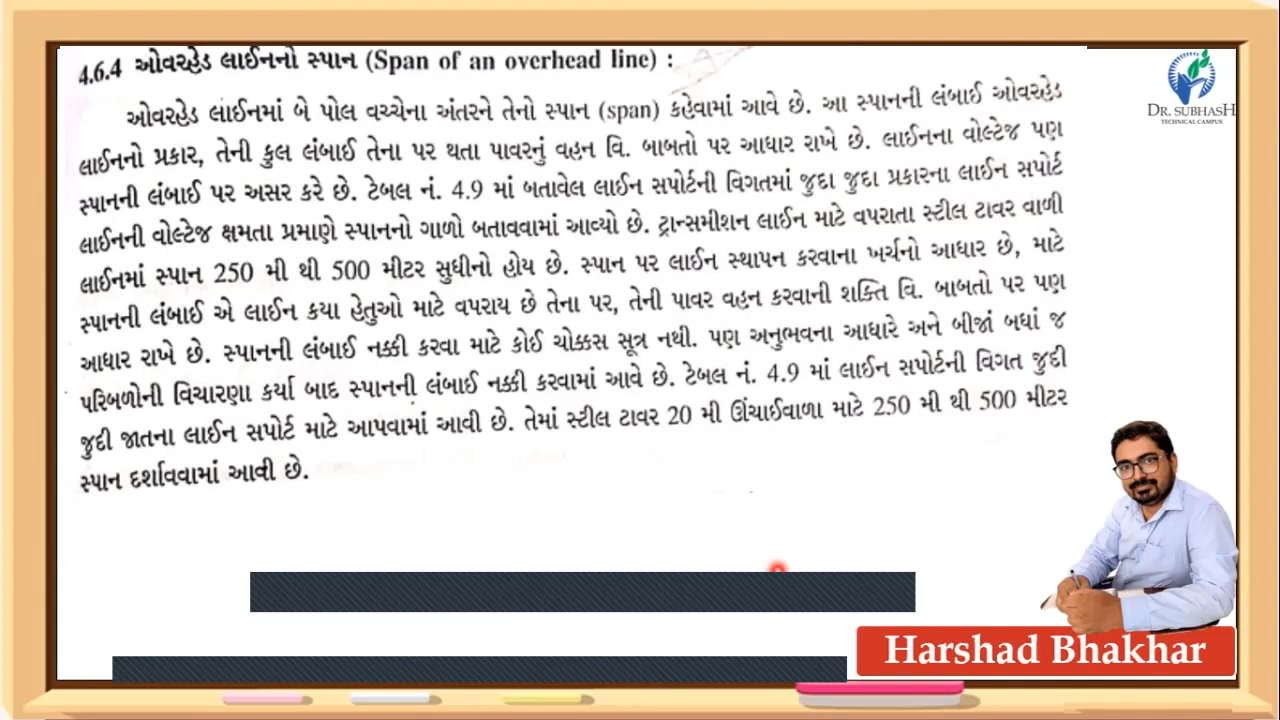 4.6.4 ઓવરહેડ લાઈનનો સ્પાન (Span of an overhead line) :
ઓવરહેડ લાઈનમાં બે પોલ વચ્ચેના અંતરને તેનો સ્પાન (span) કહેવામાં આવે છે. આ સ્પાનની લંબાઈ ઓવરહેડ
લાઈનનો પ્રકાર, તેની કુલ લંબાઈ તેના પર થતા પાવરનું વહન વિ. બાબતો પર આધાર રાખે છે. લાઈનના વોલ્ટેજ પણ
સ્પાનની લંબાઈ પર અસર કરે છે. ટેબલ નં. 4.9 માં બતાવેલ લાઈન સપોર્ટની વિગતમાં જુદા જુદા પ્રકારના લાઈન સપોર્ટ
લાઈનની વોલ્ટેજ ક્ષમતા પ્રમાણે સ્પાનનો ગાળો બતાવવામાં આવ્યો છે. ટ્રાન્સમીશન લાઈન માટે વપરાતા સ્ટીલ ટાવર વાળી
લાઈનમાં સ્પાન 250 મી થી 500 મીટર સુધીનો હોય છે. સ્પાન પર લાઈન સ્થાપન કરવાના ખર્ચનો આધાર છે, માટે
સ્પાનની લંબાઈ એ લાઈન કયા હેતુઓ માટે વપરાય છે તેના પર, તેની પાવર વહન કરવાની શક્તિ વિ. બાબતો પર પણ
આધાર રાખે છે. સ્પાનની લંબાઈ નક્કી કરવા માટે કોઈ ચોક્કસ સૂત્ર નથી. પણ અનુભવના આધારે અને બીજાં બધાં જ
પરિબળોની વિચારણા કર્યા બાદ સ્પાનની લંબાઈ નક્કી કરવામાં આવે છે. ટેબલ નં. 4.9 માં લાઈન સપોર્ટની વિગત જુદી
જુદી જાતના લાઈન સપોર્ટ માટે આપવામાં આવી છે. તેમાં સ્ટીલ ટાવર 20 મી ઊંચાઈવાળા માટે 250 મી થી 500 મીટર
સ્પાન દર્શાવવામાં આવી છે.
DR. SUBHASH
TECHNICAL CAMPUS
Harshad Bhakhar